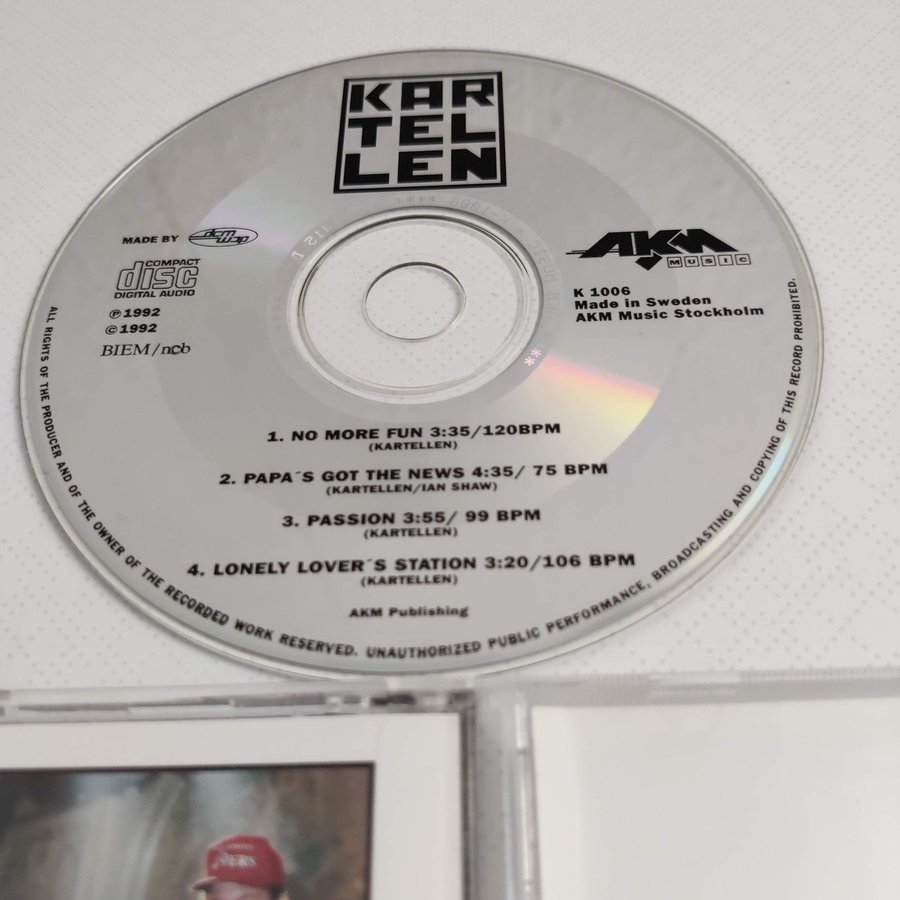 KAR
TEL
LEN
MADE BY dcm
COMPACT
disc
DIGITAL AUDIO
℗ 1992
© 1992
BIEM/ncb
AKM
MUSIC
K 1006
Made in Sweden
AKM Music Stockholm
1. NO MORE FUN 3:35/120BPM
(KARTELLEN)
2. PAPA´S GOT THE NEWS 4:35/ 75 BPM
(KARTELLEN/IAN SHAW)
3. PASSION 3:55/ 99 BPM
(KARTELLEN)
4. LONELY LOVER´S STATION 3:20/106 BPM
(KARTELLEN)
AKM Publishing
ALL RIGHTS OF THE PRODUCER AND OF THE OWNER OF THE RECORDED WORK RESERVED. UNAUTHORIZED PUBLIC PERFORMANCE, BROADCASTING AND COPYING OF THIS RECORD PROHIBITED.